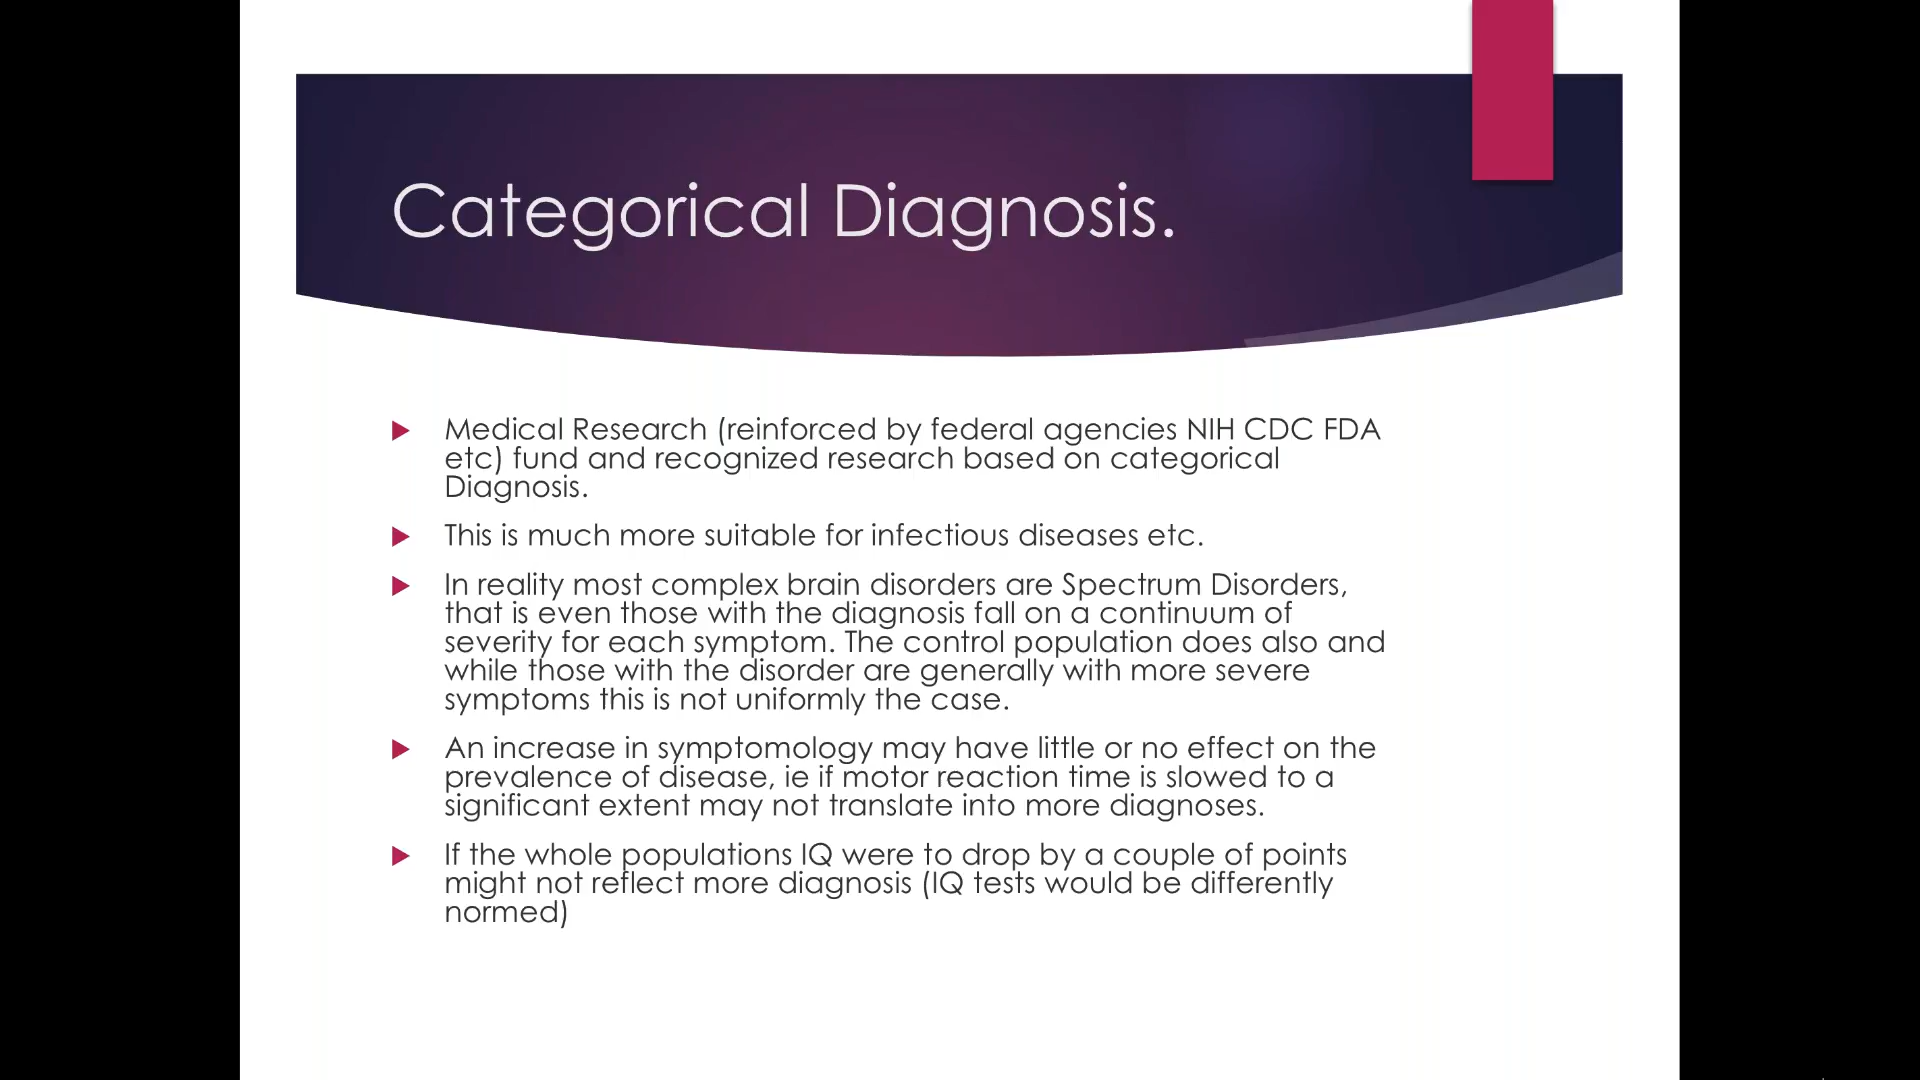 Categorical Diagnosis.
Medical Research (reinforced by federal agencies NIH CDC FDA
etc) fund and recognized research based on categorical
Diagnosis.
This is much more suitable for infectious diseases etc.
In reality most complex brain disorders are Spectrum Disorders,
that is even those with the diagnosis fall on a continuum of
severity for each symptom. The control population does also and
while those with the disorder are generally with more severe
symptoms this is not uniformly the case.
An increase in symptomology may have little or no effect on the
prevalence of disease, ie if motor reaction time is slowed to a
significant extent may not translate into more diagnoses.
If the whole populations IQ were to drop by a couple of points
might not reflect more diagnosis (IQ tests would be differently
normed)